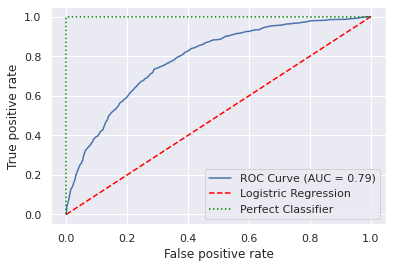 1.0
0.8
0.6
0.4
0.2
0.0
True positive rate
0.0 0.2 0.4 0.6 0.8 1.0
False positive rate
ROC Curve (AUC = 0.79)
Logistric Regression
Perfect Classifier